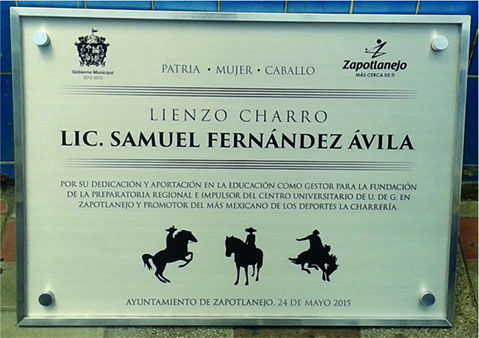 Gobierno Municipal
2012-2015
PATRIA • MUJER • CABALLO
Zapotlanejo
MÁS CERCA DE TI
LIENZO CHARRO
LIC. SAMUEL FERNÁNDEZ ÁVILA
POR SU DEDICACIÓN Y APORTACIÓN EN LA EDUCACIÓN COMO GESTOR PARA LA FUNDACIÓN
DE LA PREPARATORIA REGIONAL E IMPULSOR DEL CENTRO UNIVERSITARIO DE U. DE G. EN
ZAPOTLANEJO Y PROMOTOR DEL MÁS MEXICANO DE LOS DEPORTES LA CHARRERÍA.
AYUNTAMIENTO DE ZAPOTLANEJO, 24 DE MAYO 2015